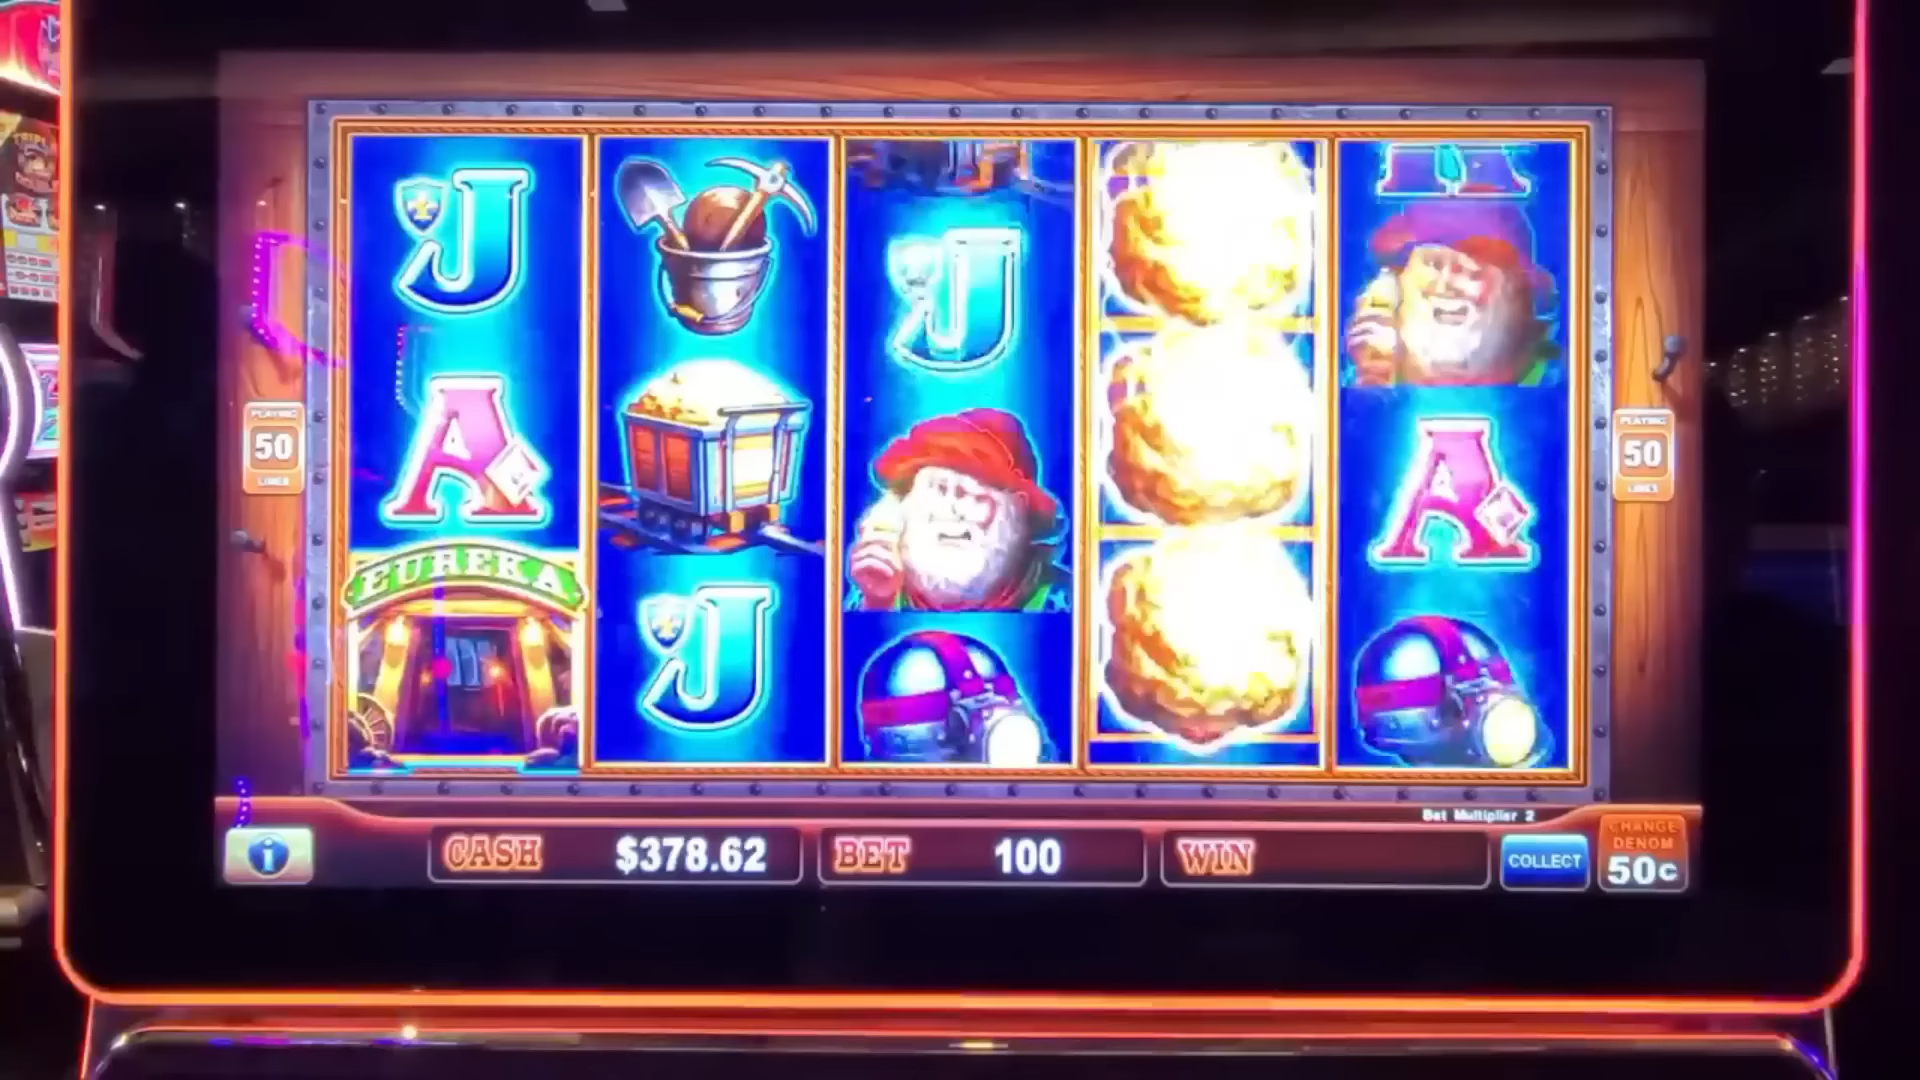 J
J
A
EUREKA
J
A
PLAYING
50
LINES
PLAYING
50
LINES
Bet Multiplier 2
CASH $378.62
BET 100
WIN
COLLECT
CHANGE
DENOM
50¢